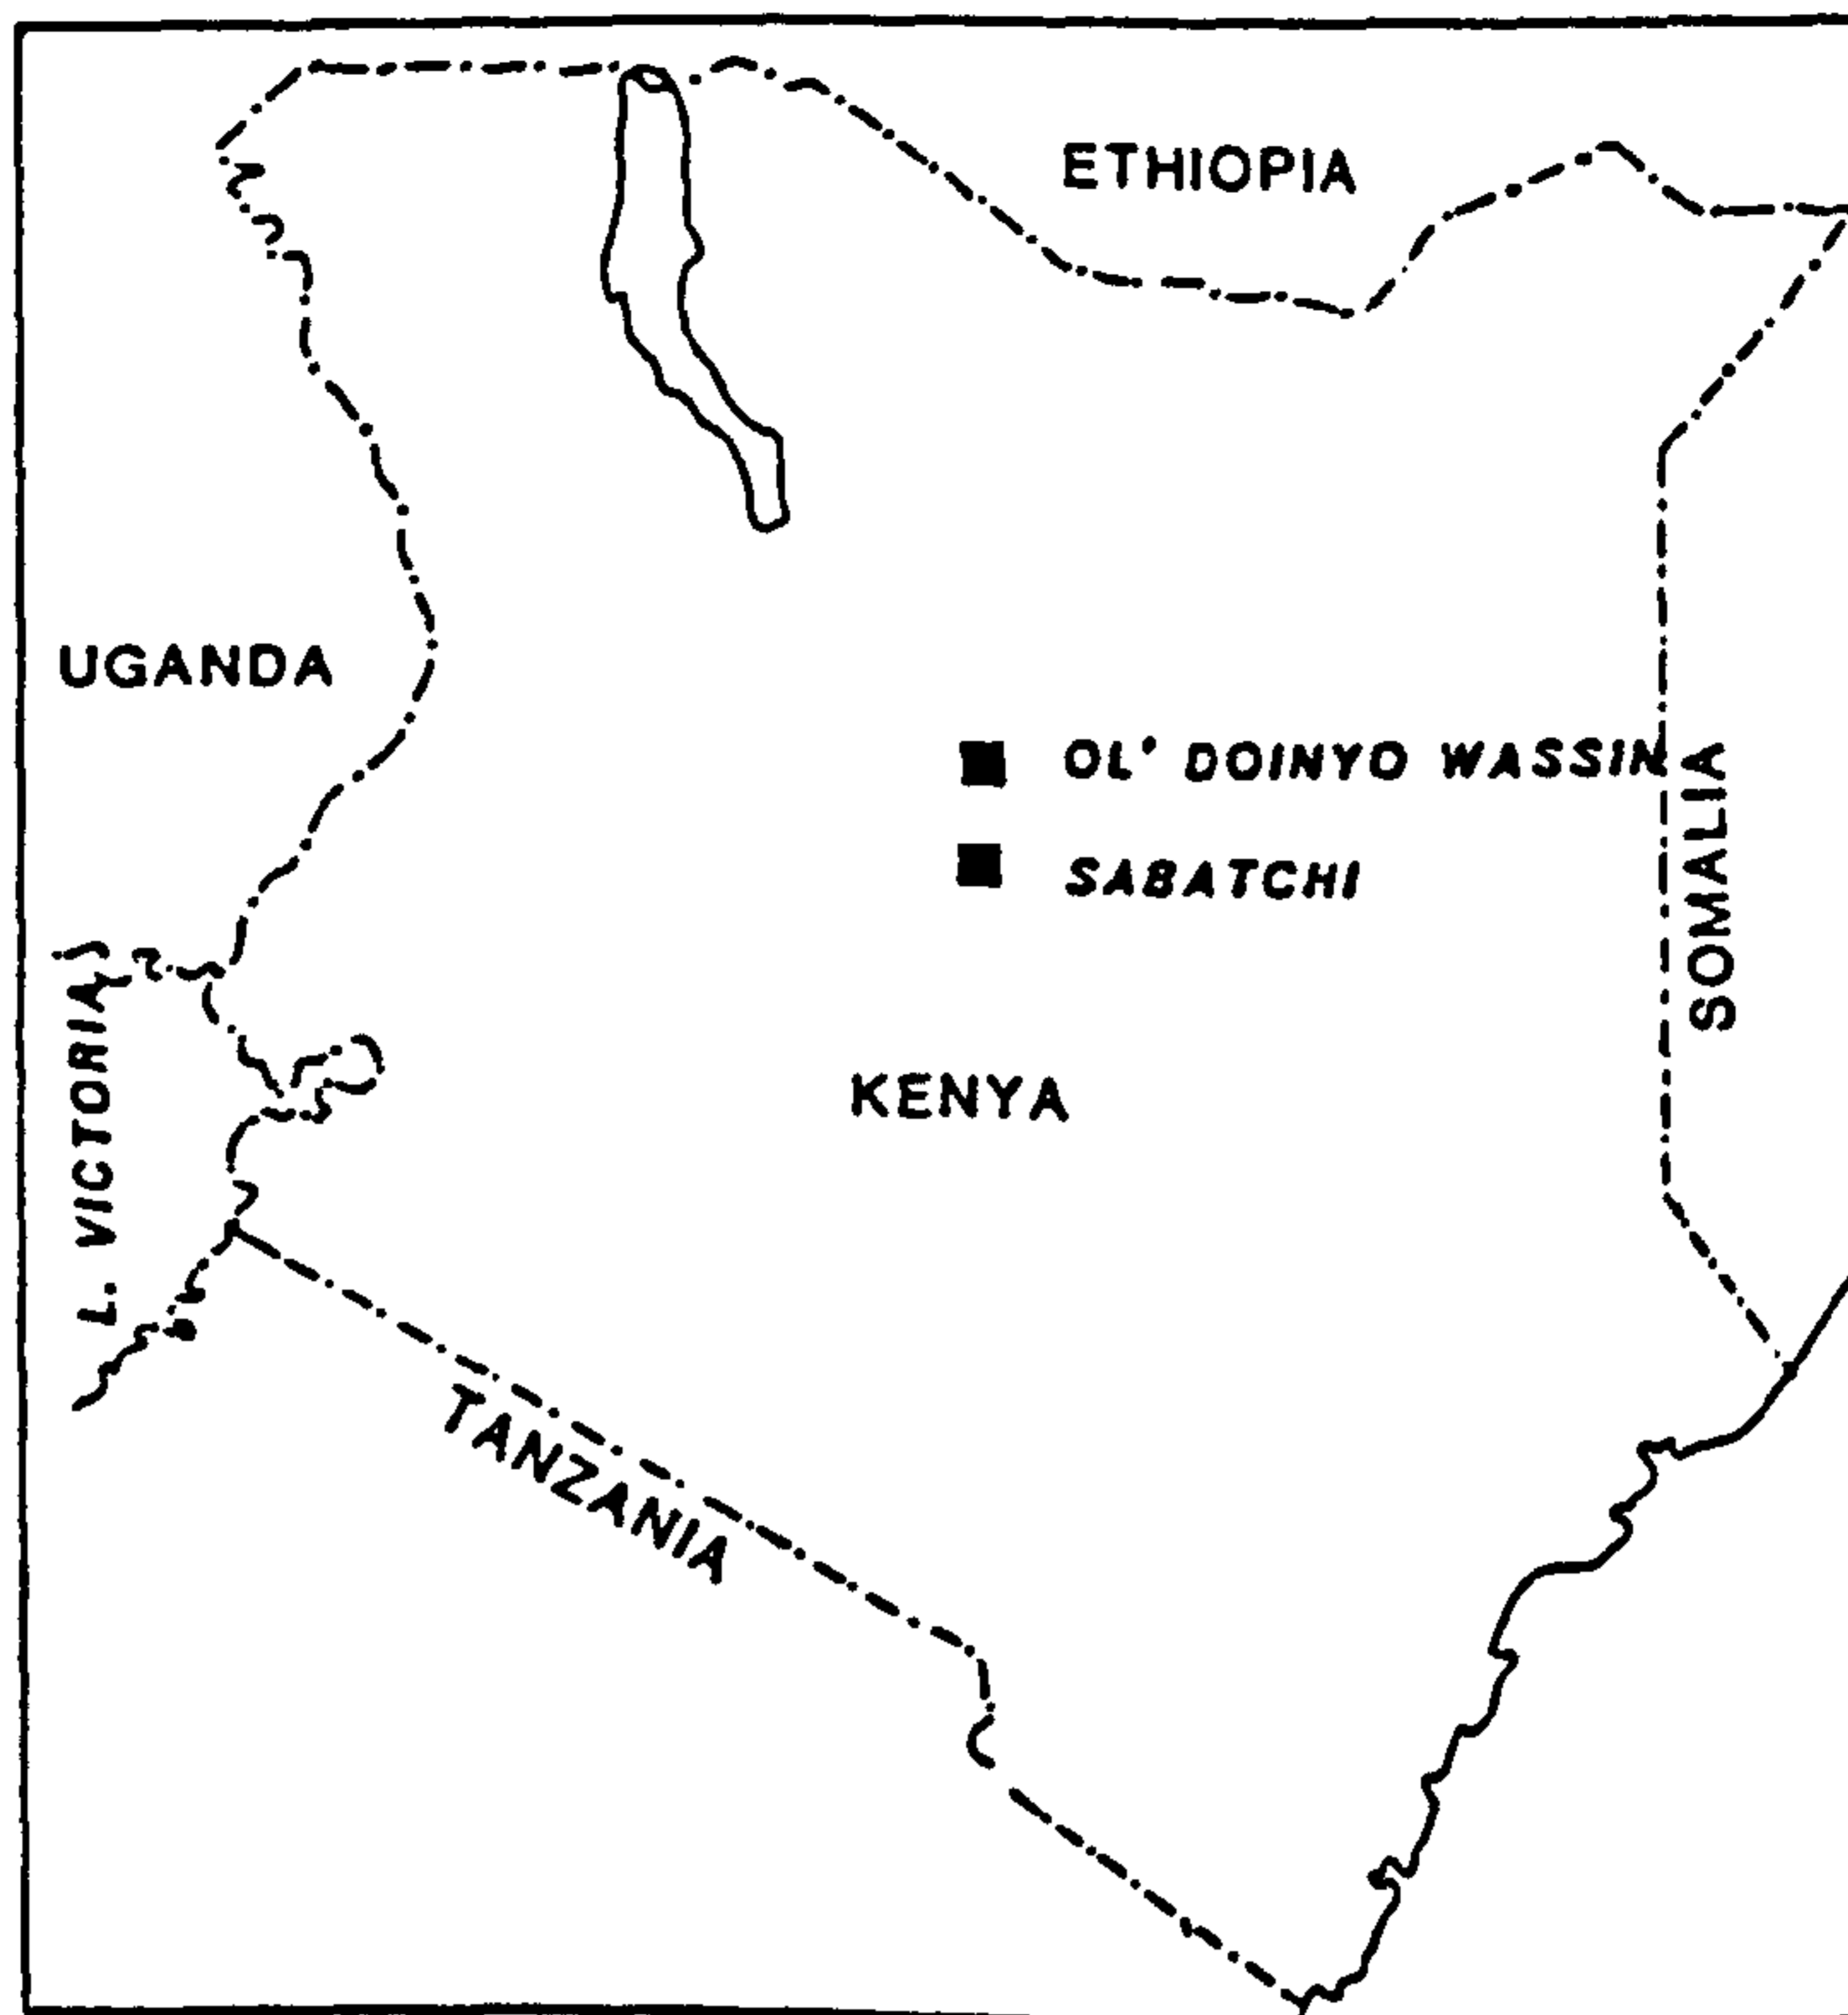 ETHIOPIA
UGANDA
OL' DOINYO WASSIN
SABATCHI
SOMALIA
L. VICTORIA
KENYA
TANZANIA